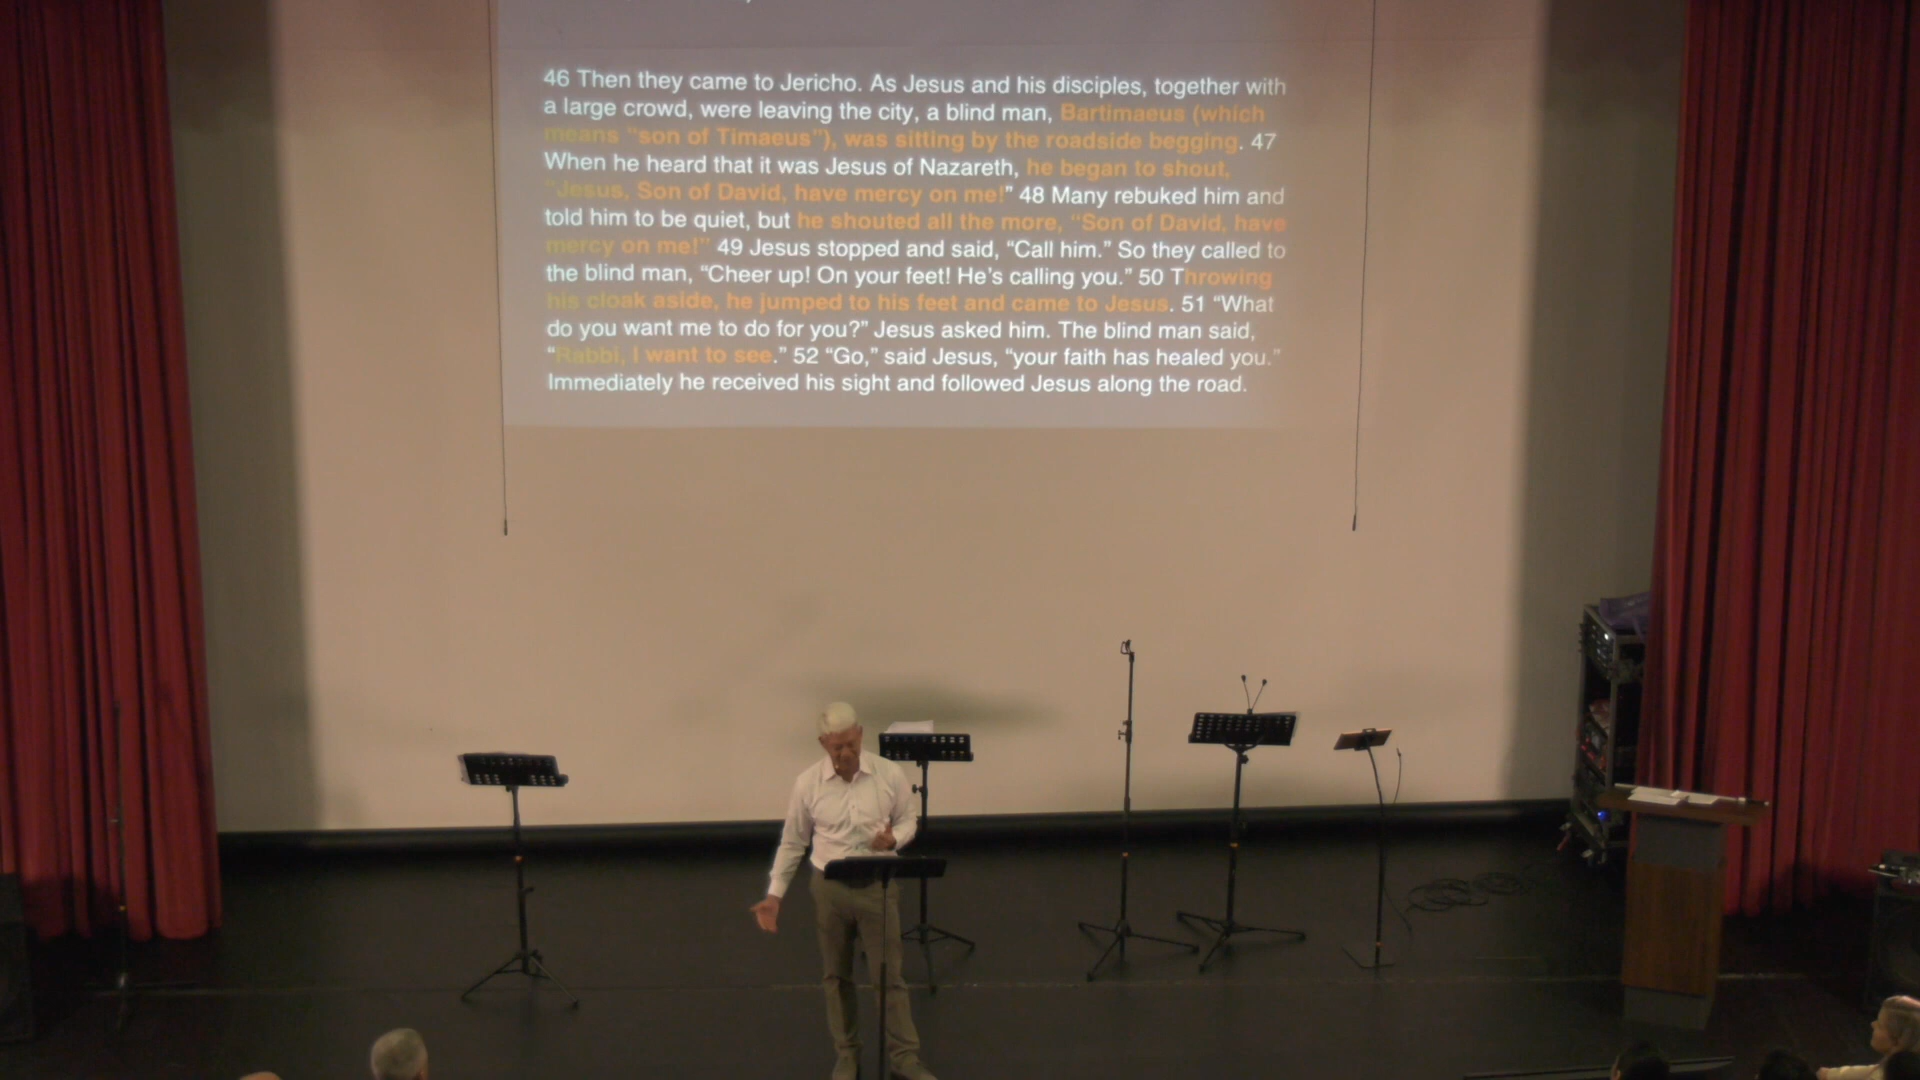 46 Then they came to Jericho. As Jesus and his disciples, together with
a large crowd, were leaving the city, a blind man, Bartimaeus (which
means "son of Timaeus"), was sitting by the roadside begging. 47
When he heard that it was Jesus of Nazareth, he began to shout,
"Jesus, Son of David, have mercy on me!" 48 Many rebuked him and
told him to be quiet, but he shouted all the more, “Son of David, have
mercy on me!” 49 Jesus stopped and said, “Call him.” So they called to
the blind man, “Cheer up! On your feet! He’s calling you.” 50 Throwing
his cloak aside, he jumped to his feet and came to Jesus. 51 “What
do you want me to do for you?” Jesus asked him. The blind man said,
“Rabbi, I want to see.” 52 “Go,” said Jesus, “your faith has healed you.”
Immediately he received his sight and followed Jesus along the road.